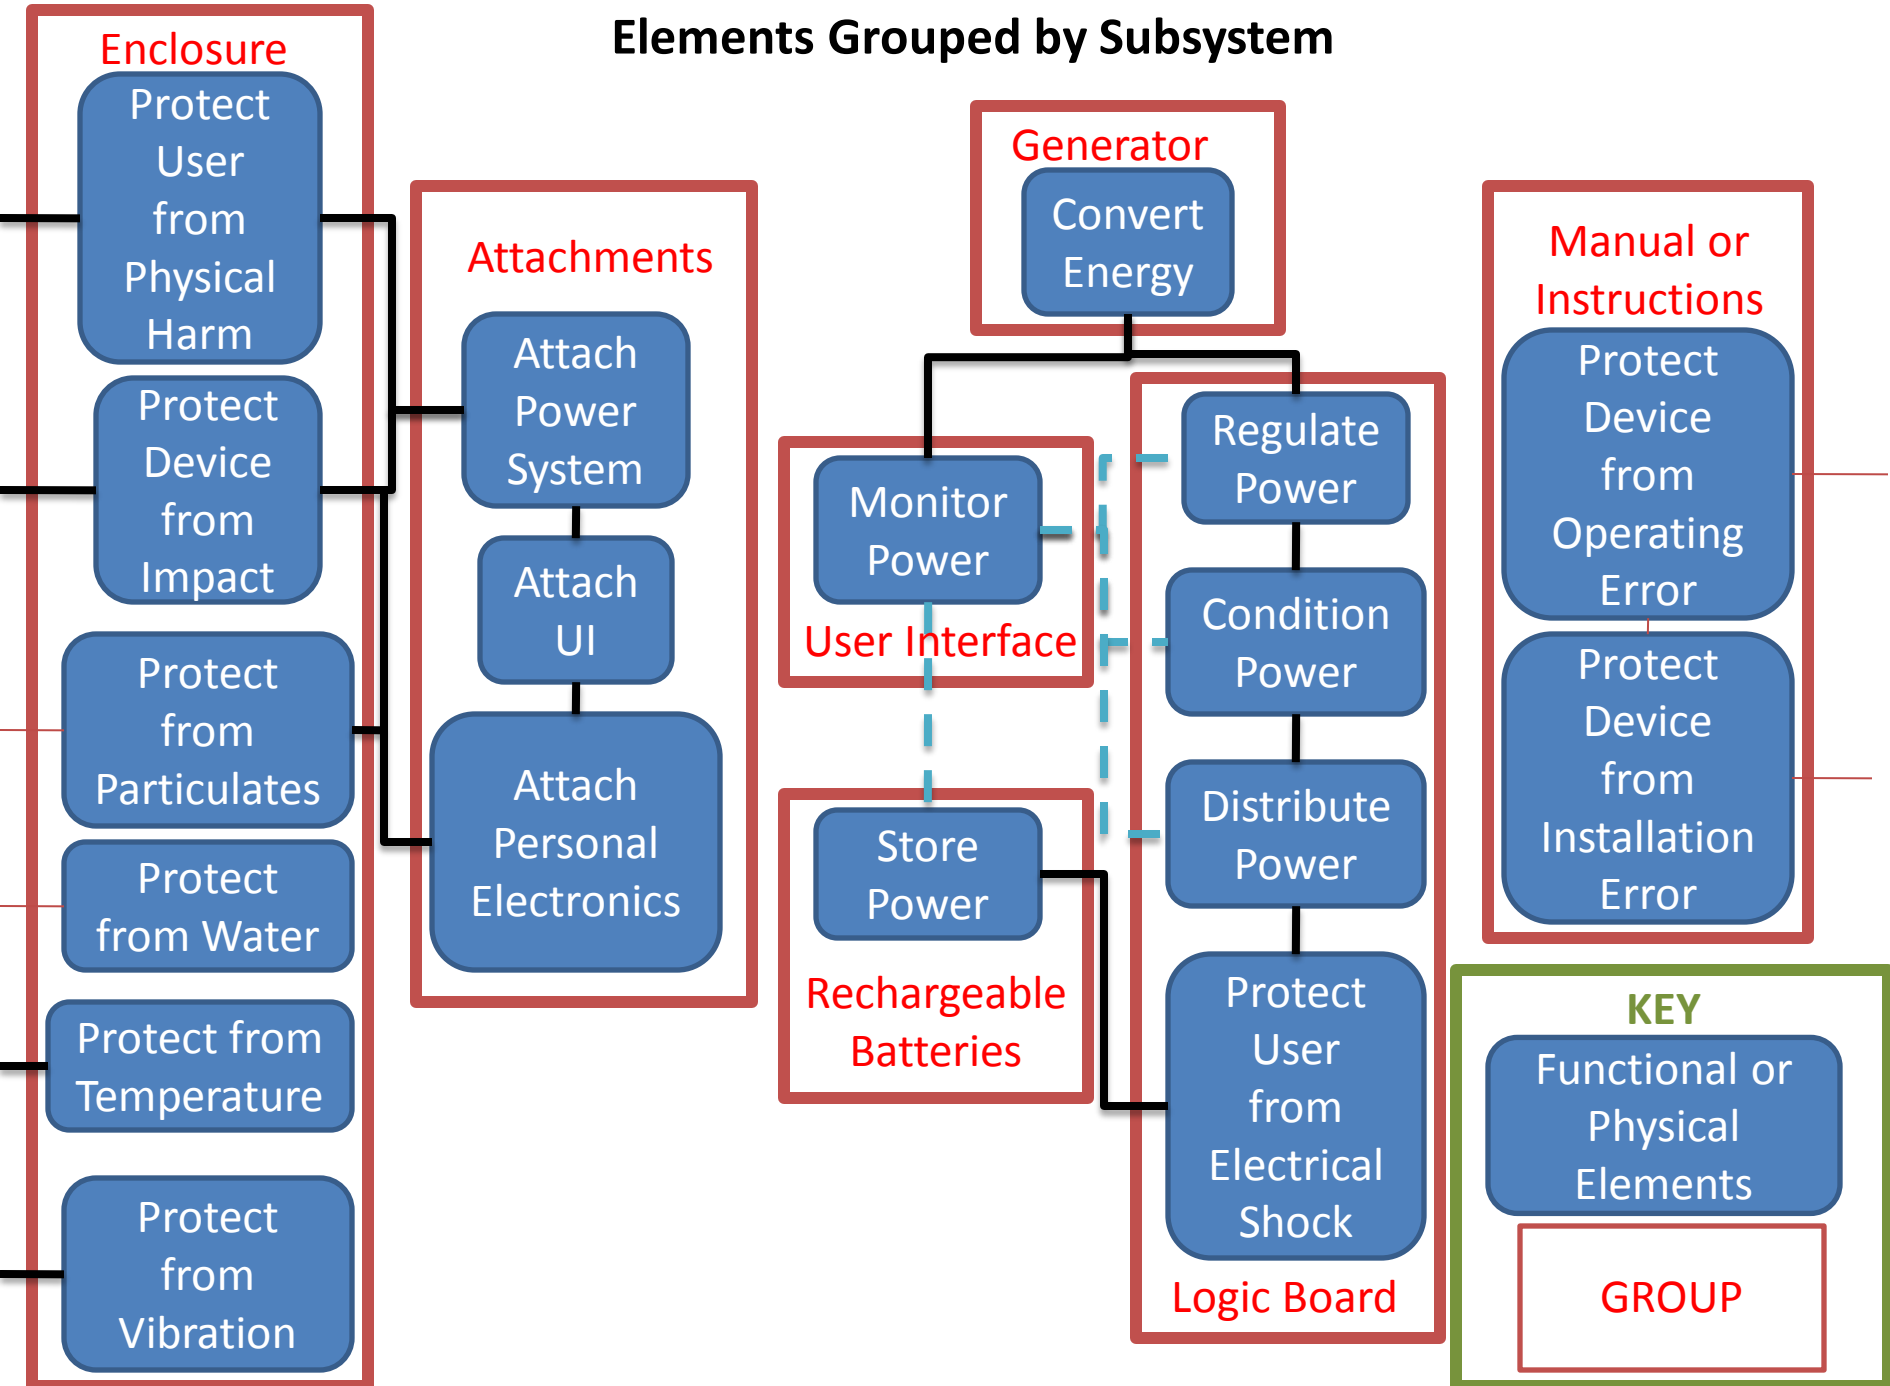 Elements Grouped by Subsystem
Enclosure
Protect
User
from
Physical
Harm
Protect
Device
from
Impact
Protect
from
Particulates
Protect
from Water
Protect from
Temperature
Protect
from
Vibration
Attachments
Attach
Power
System
Attach
UI
Attach
Personal
Electronics
Generator
Convert
Energy
Monitor
Power
User Interface
Store
Power
Rechargeable
Batteries
Regulate
Power
Condition
Power
Distribute
Power
Protect
User
from
Electrical
Shock
Logic Board
Manual or
Instructions
Protect
Device
from
Operating
Error
Protect
Device
from
Installation
Error
KEY
Functional or
Physical
Elements
GROUP